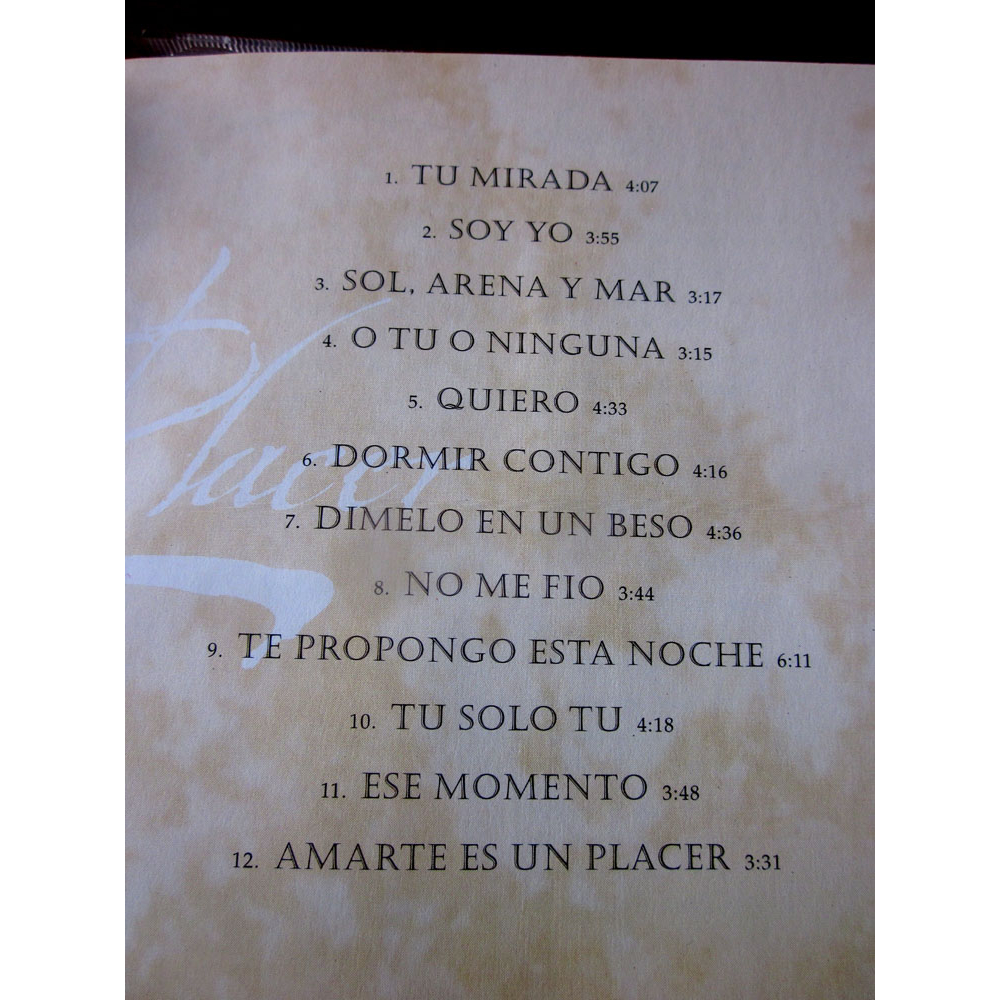 1. TU MIRADA 4:07
2. SOY YO 3:55
3. SOL, ARENA Y MAR 3:17
4. O TU O NINGUNA 3:15
5. QUIERO 4:33
6. DORMIR CONTIGO 4:16
7. DIMELO EN UN BESO 4:36
8. NO ME FIO 3:44
9. TE PROPONGO ESTA NOCHE 6:11
10. TU SOLO TU 4:18
11. ESE MOMENTO 3:48
12. AMARTE ES UN PLACER 3:31
Placer